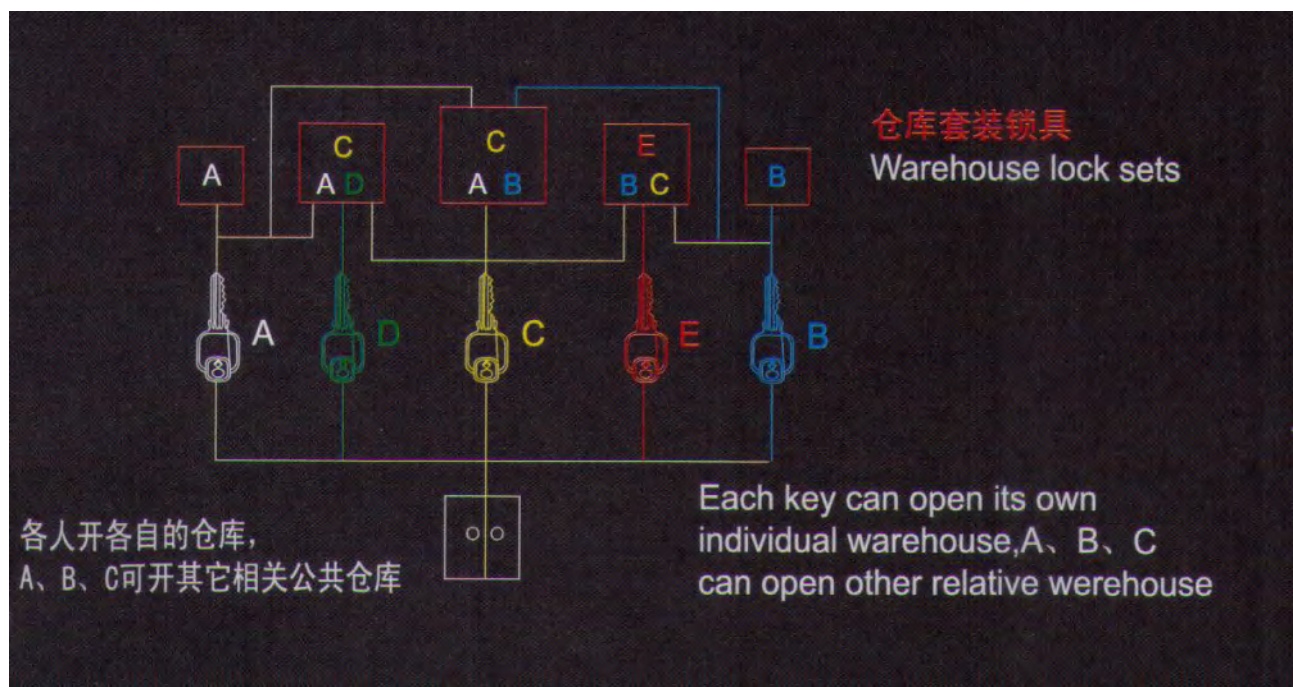 C
C
E
A
A D
A B
B C
B
仓库套装锁具
Warehouse lock sets
A
D
C
E
B
各人开各自的仓库，
A、B、C可开其它相关公共仓库
Each key can open its own
individual warehouse,A、B、C
can open other relative werehouse